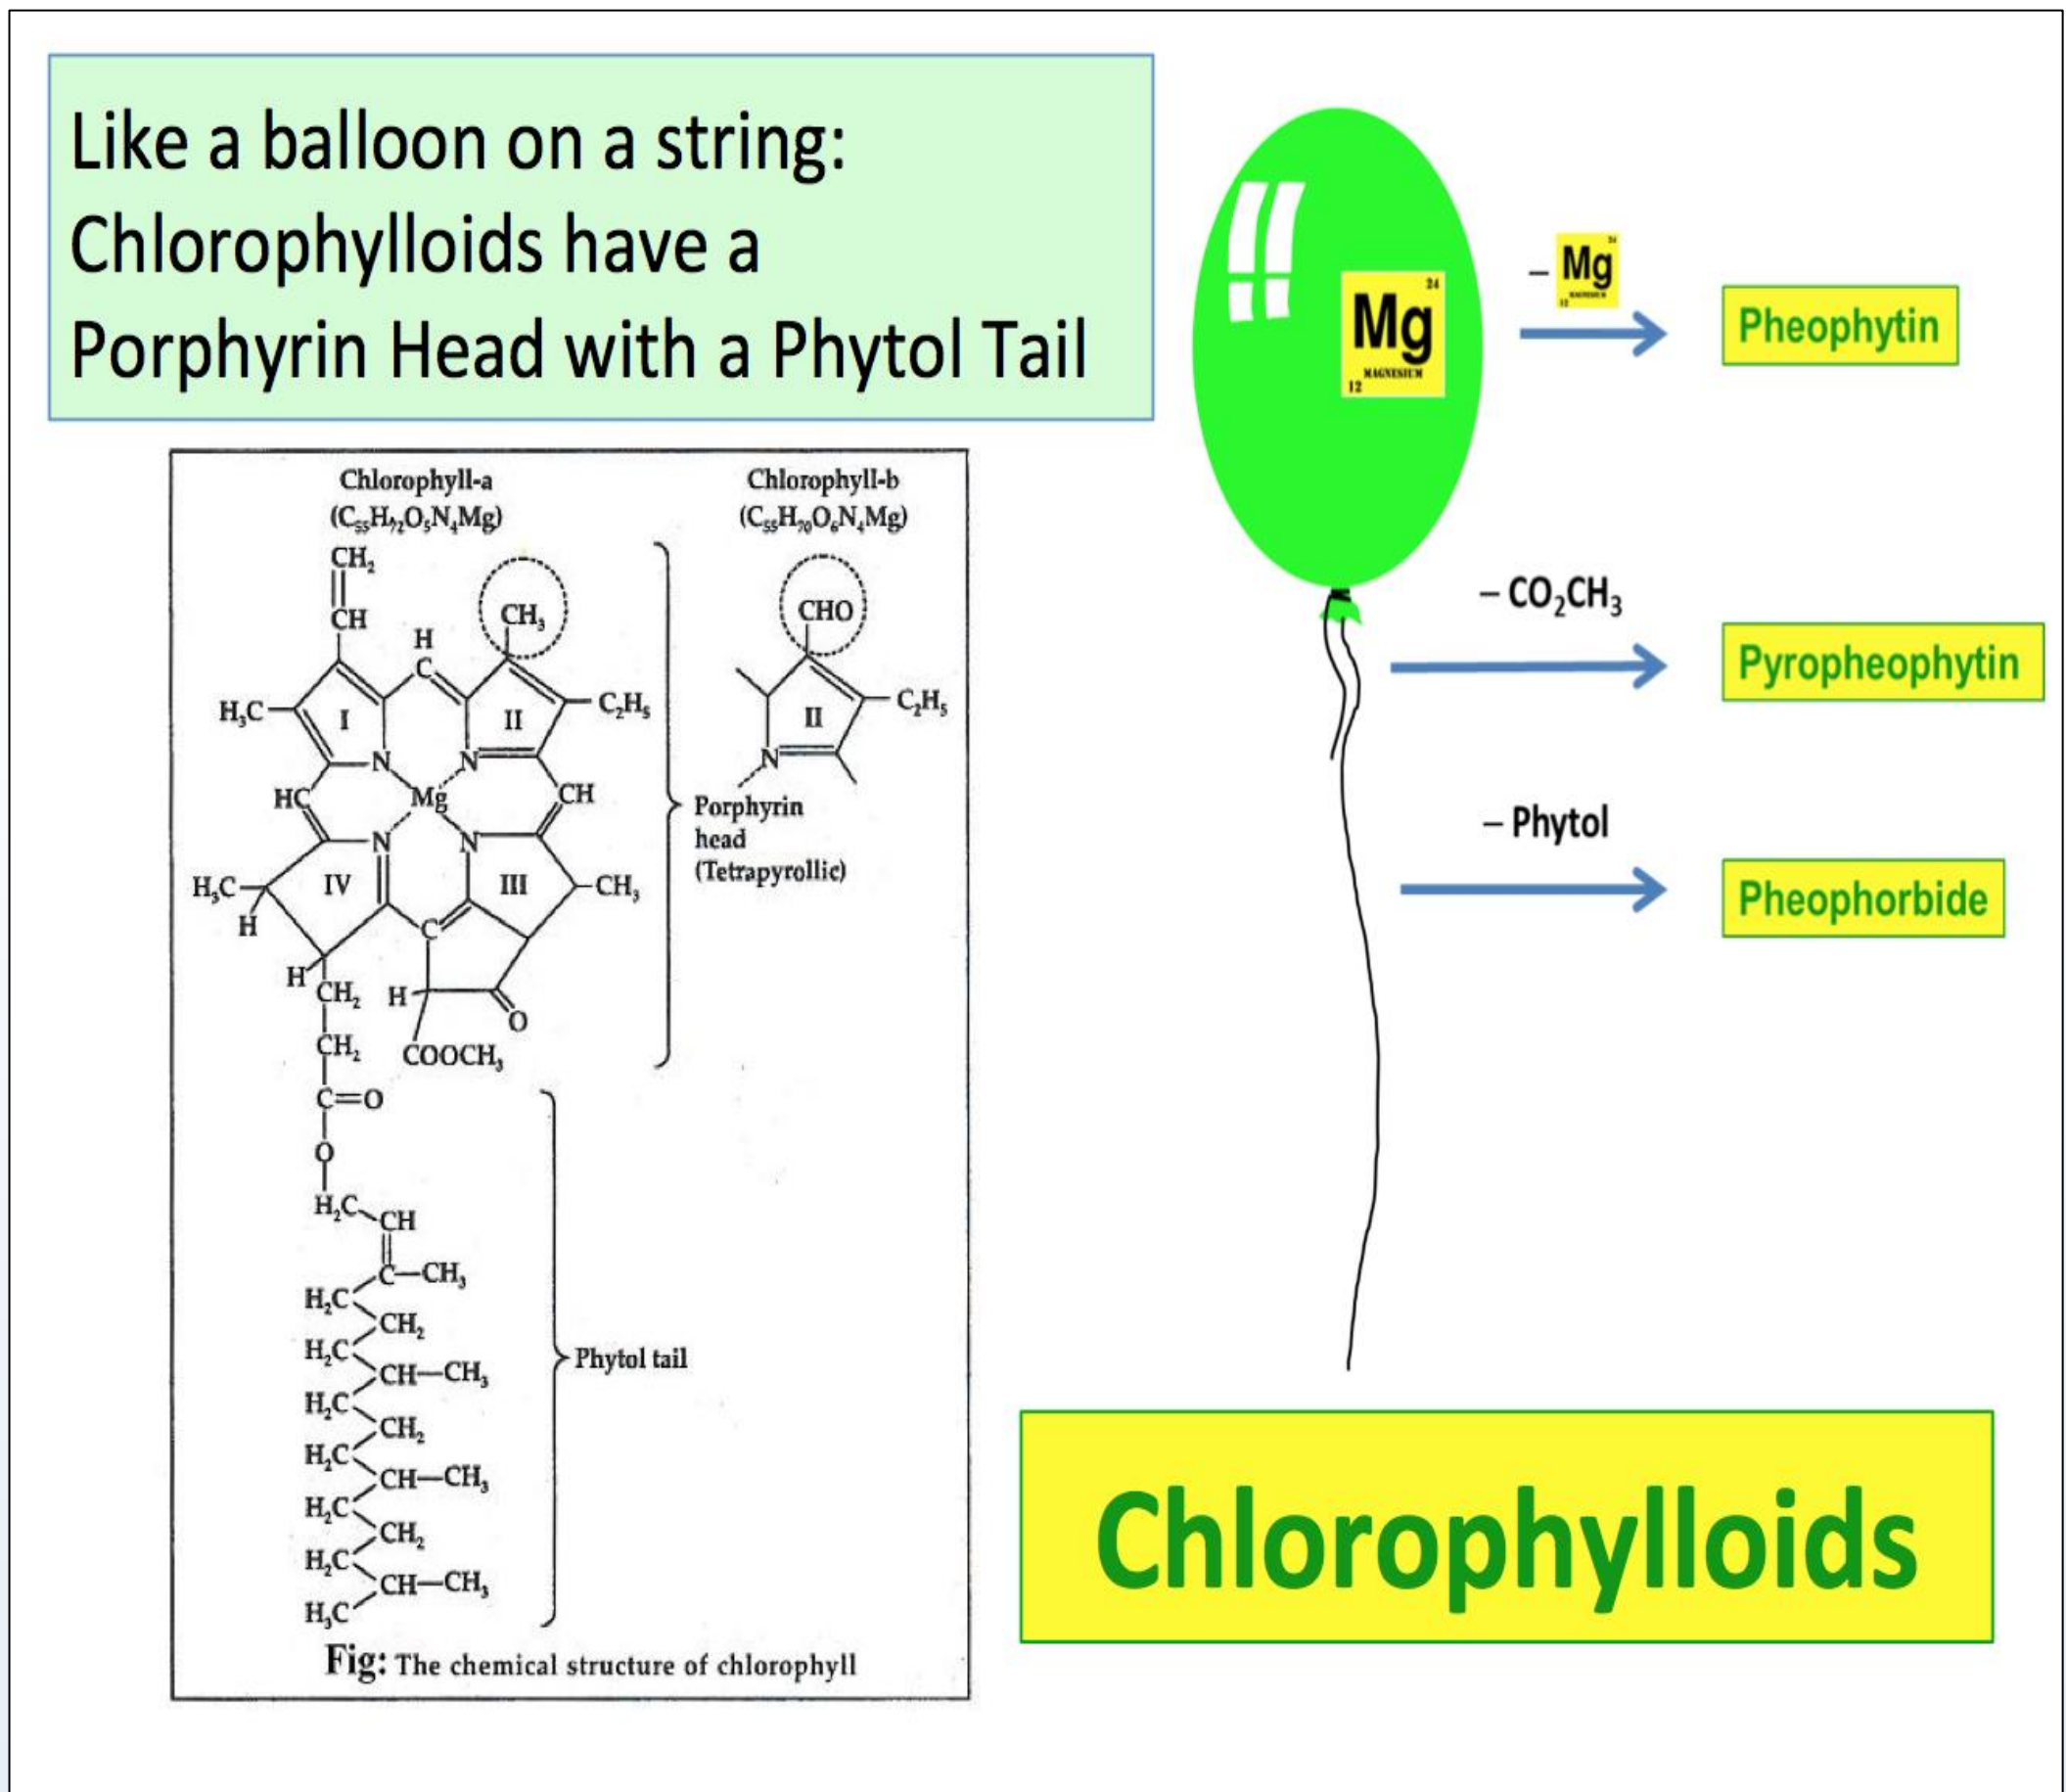 Like a balloon on a string:
Chlorophylloids have a
Porphyrin Head with a Phytol Tail
Mg
24
MAGNESIUM
12
– Mg
24
MAGNESIUM
12
Pheophytin
– CO₂CH₃
Pyropheophytin
– Phytol
Pheophorbide
Chlorophylloids
Chlorophyll-a
(C₅₅H₇₂O₅N₄Mg)
Chlorophyll-b
(C₅₅H₇₀O₆N₄Mg)
CH₂
CH
H
C
CH₃
CHO
H₃C
I
II
C₂H₅
II
C₂H₅
N
N
N
HC
Mg
CH
Porphyrin
head
(Tetrapyrollic)
N
N
H₃C
IV
III
CH₃
H
C
H
CH₂
H
O
CH₂
COOCH₃
C=O
O
H₂C
CH
C—CH₃
H₂C
CH₂
H₂C
Phytol tail
CH—CH₃
H₂C
CH₂
H₂C
CH—CH₃
H₂C
CH₂
H₂C
CH—CH₃
H₃C
Fig: The chemical structure of chlorophyll